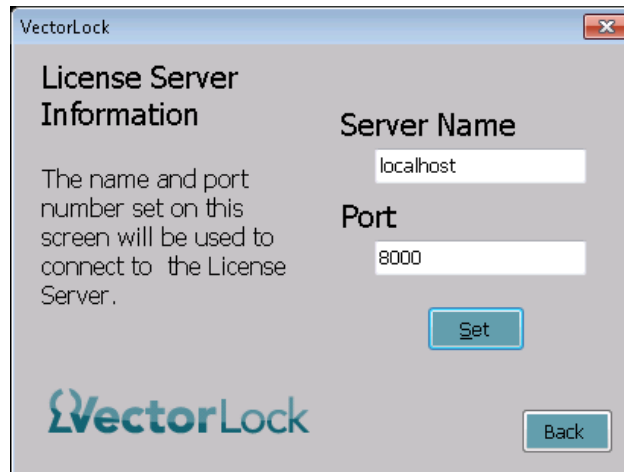 VectorLock
License Server
Information
The name and port
number set on this
screen will be used to
connect to the License
Server.
Server Name
localhost
Port
8000
Set
VectorLock
Back